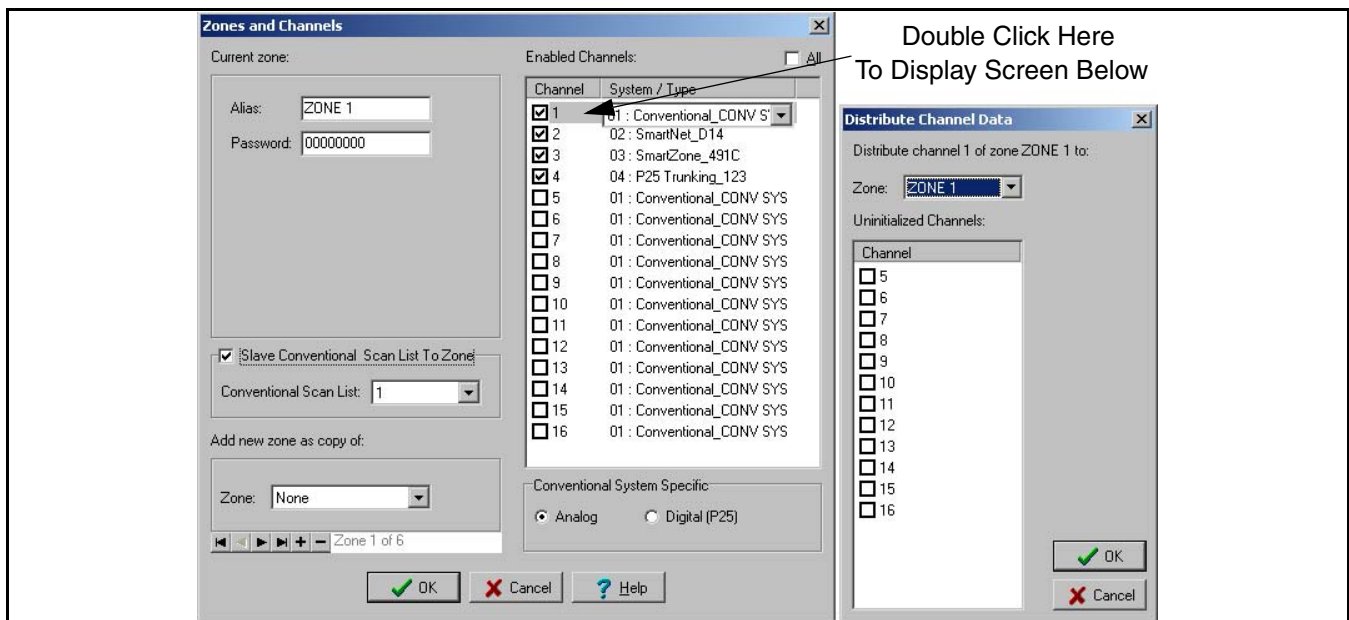 Zones and Channels
Current zone:
Alias: ZONE 1
Password: 00000000
Slave Conventional Scan List To Zone
Conventional Scan List: 1
Add new zone as copy of:
Zone: None
Zone 1 of 6
Enabled Channels:
All
Channel System / Type
1 01 : Conventional_CONV S
2 02 : SmartNet_D14
3 03 : SmartZone_491C
4 04 : P25 Trunking_123
5 01 : Conventional_CONV SYS
6 01 : Conventional_CONV SYS
7 01 : Conventional_CONV SYS
8 01 : Conventional_CONV SYS
9 01 : Conventional_CONV SYS
10 01 : Conventional_CONV SYS
11 01 : Conventional_CONV SYS
12 01 : Conventional_CONV SYS
13 01 : Conventional_CONV SYS
14 01 : Conventional_CONV SYS
15 01 : Conventional_CONV SYS
16 01 : Conventional_CONV SYS
Conventional System Specific
Analog Digital (P25)
OK Cancel ? Help
Double Click Here
To Display Screen Below
Distribute Channel Data
Distribute channel 1 of zone ZONE 1 to:
Zone: ZONE 1
Uninitialized Channels:
Channel
5
6
7
8
9
10
11
12
13
14
15
16
OK
Cancel